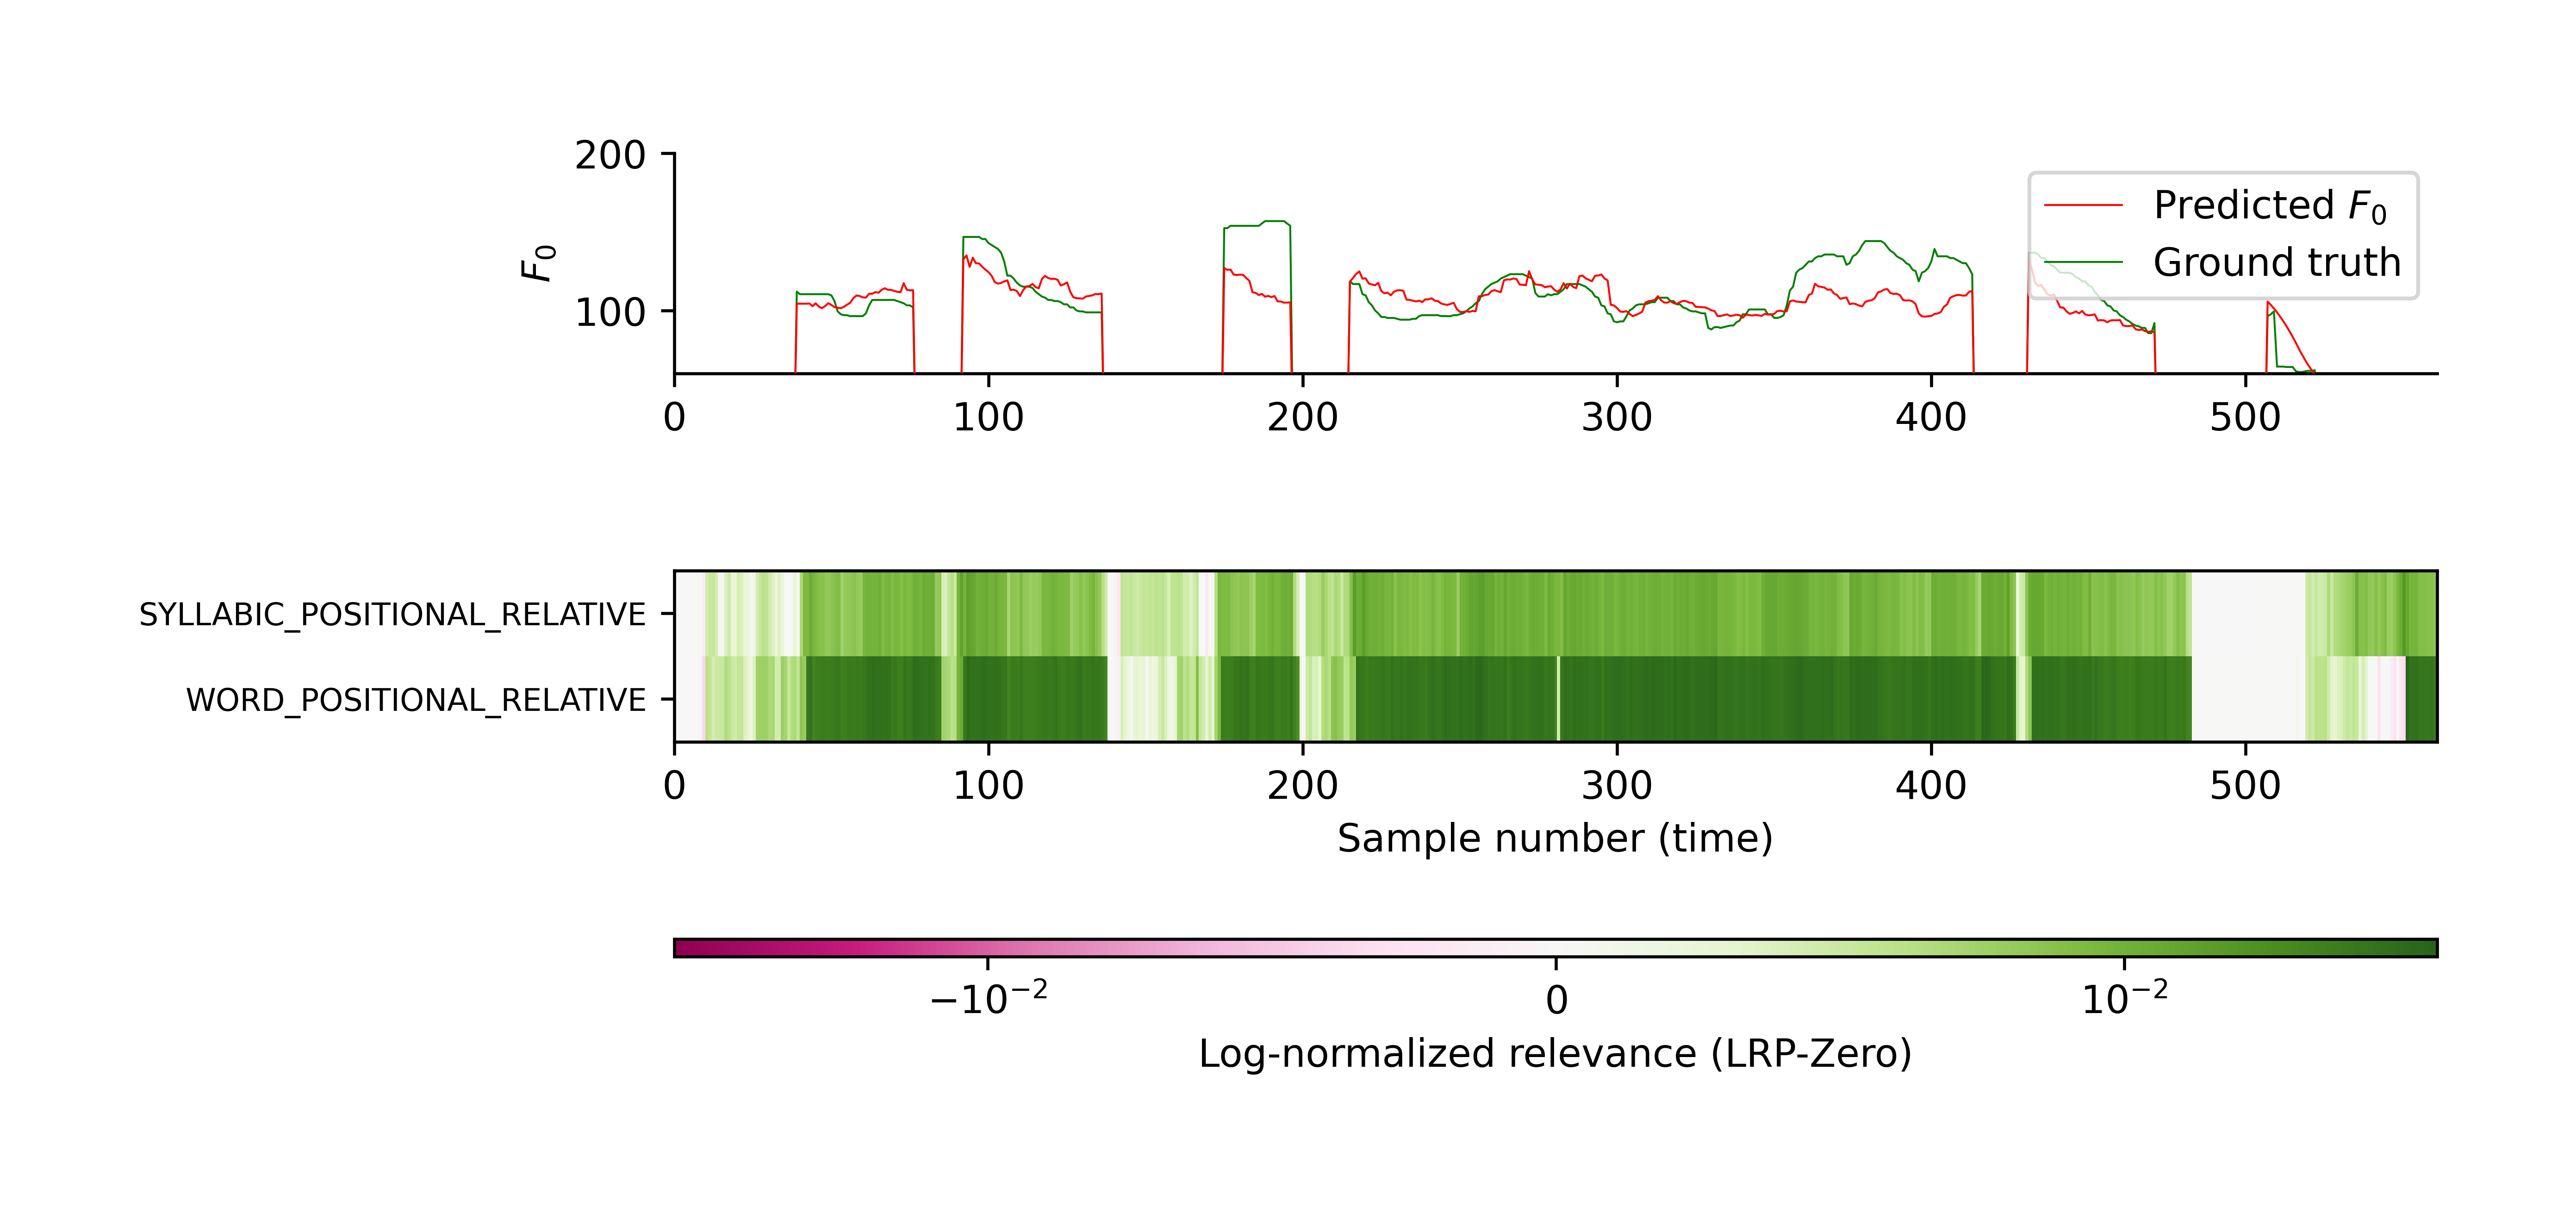 200
100
F₀
Predicted F₀
Ground truth
0 100 200 300 400 500
SYLLABIC_POSITIONAL_RELATIVE
WORD_POSITIONAL_RELATIVE
0 100 200 300 400 500
Sample number (time)
−10⁻² 0 10⁻²
Log-normalized relevance (LRP-Zero)